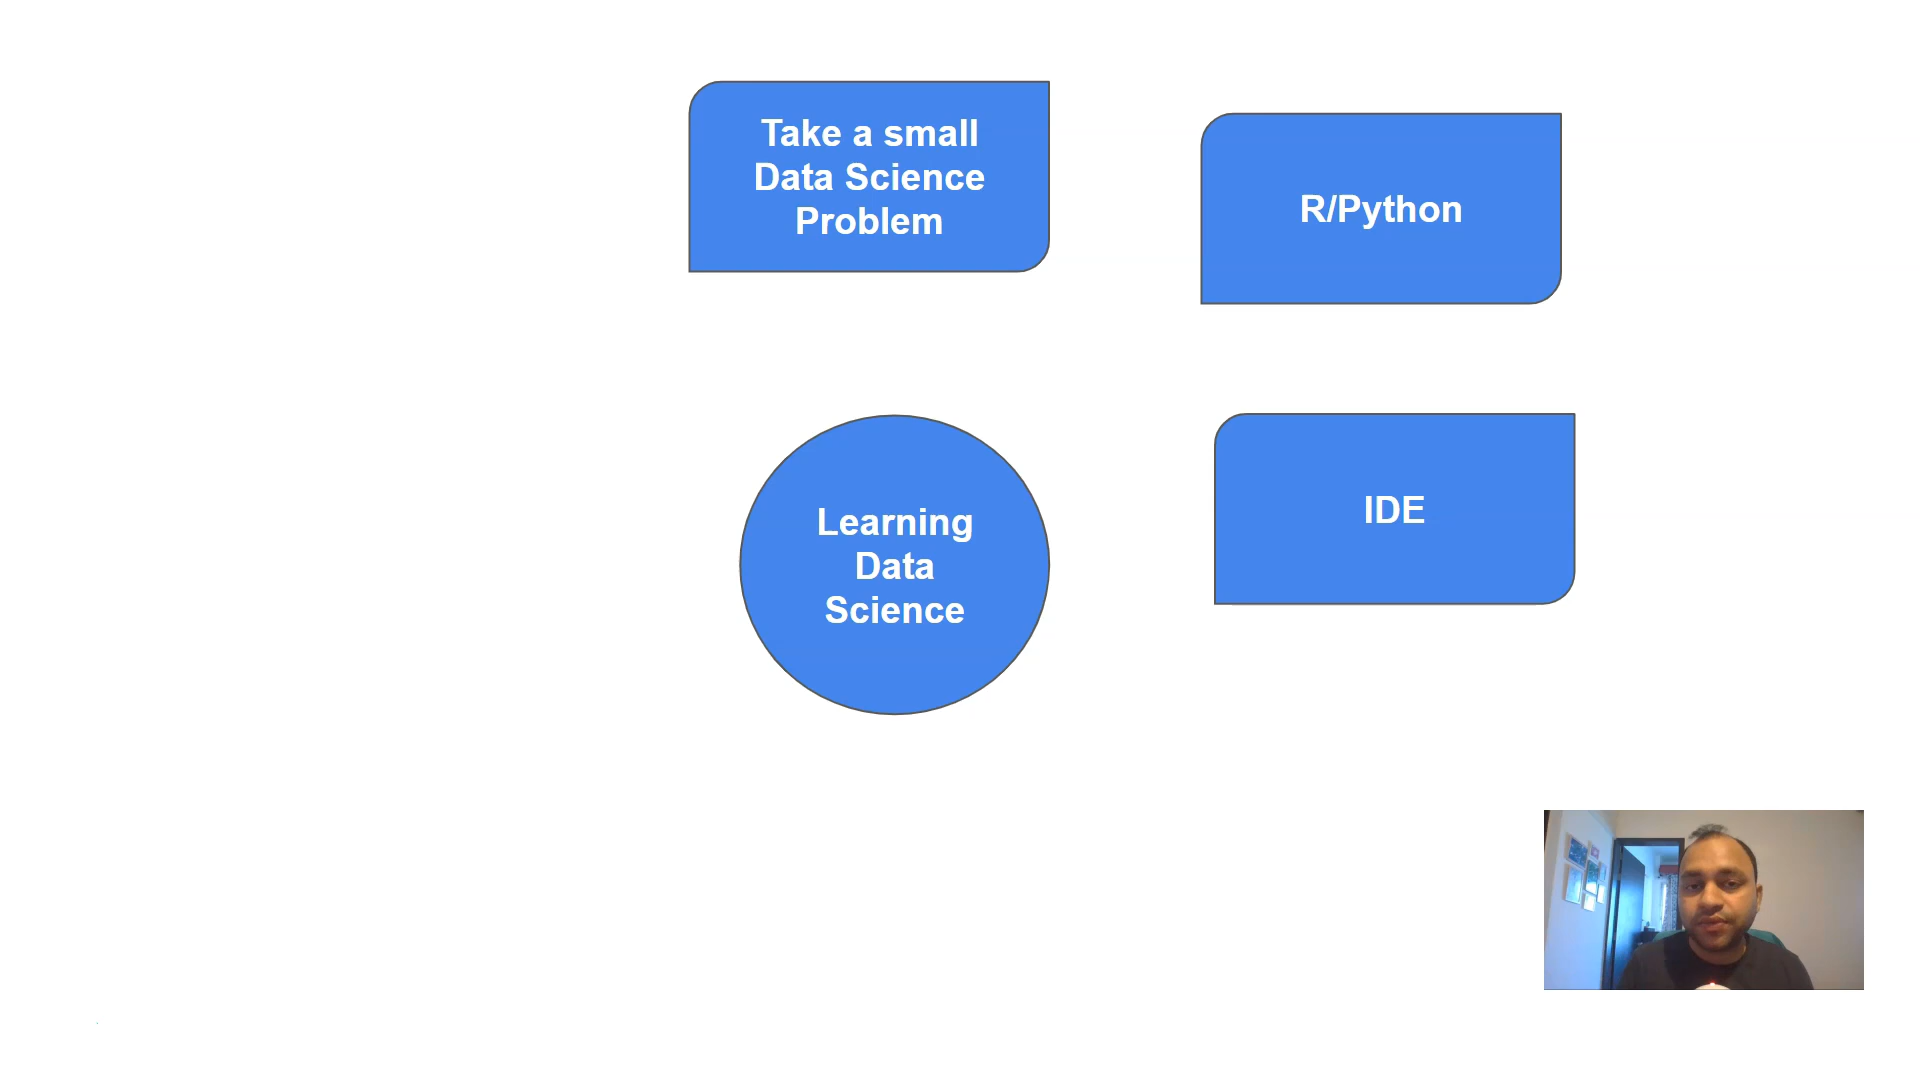 Take a small
Data Science
Problem
R/Python
Learning
Data
Science
IDE